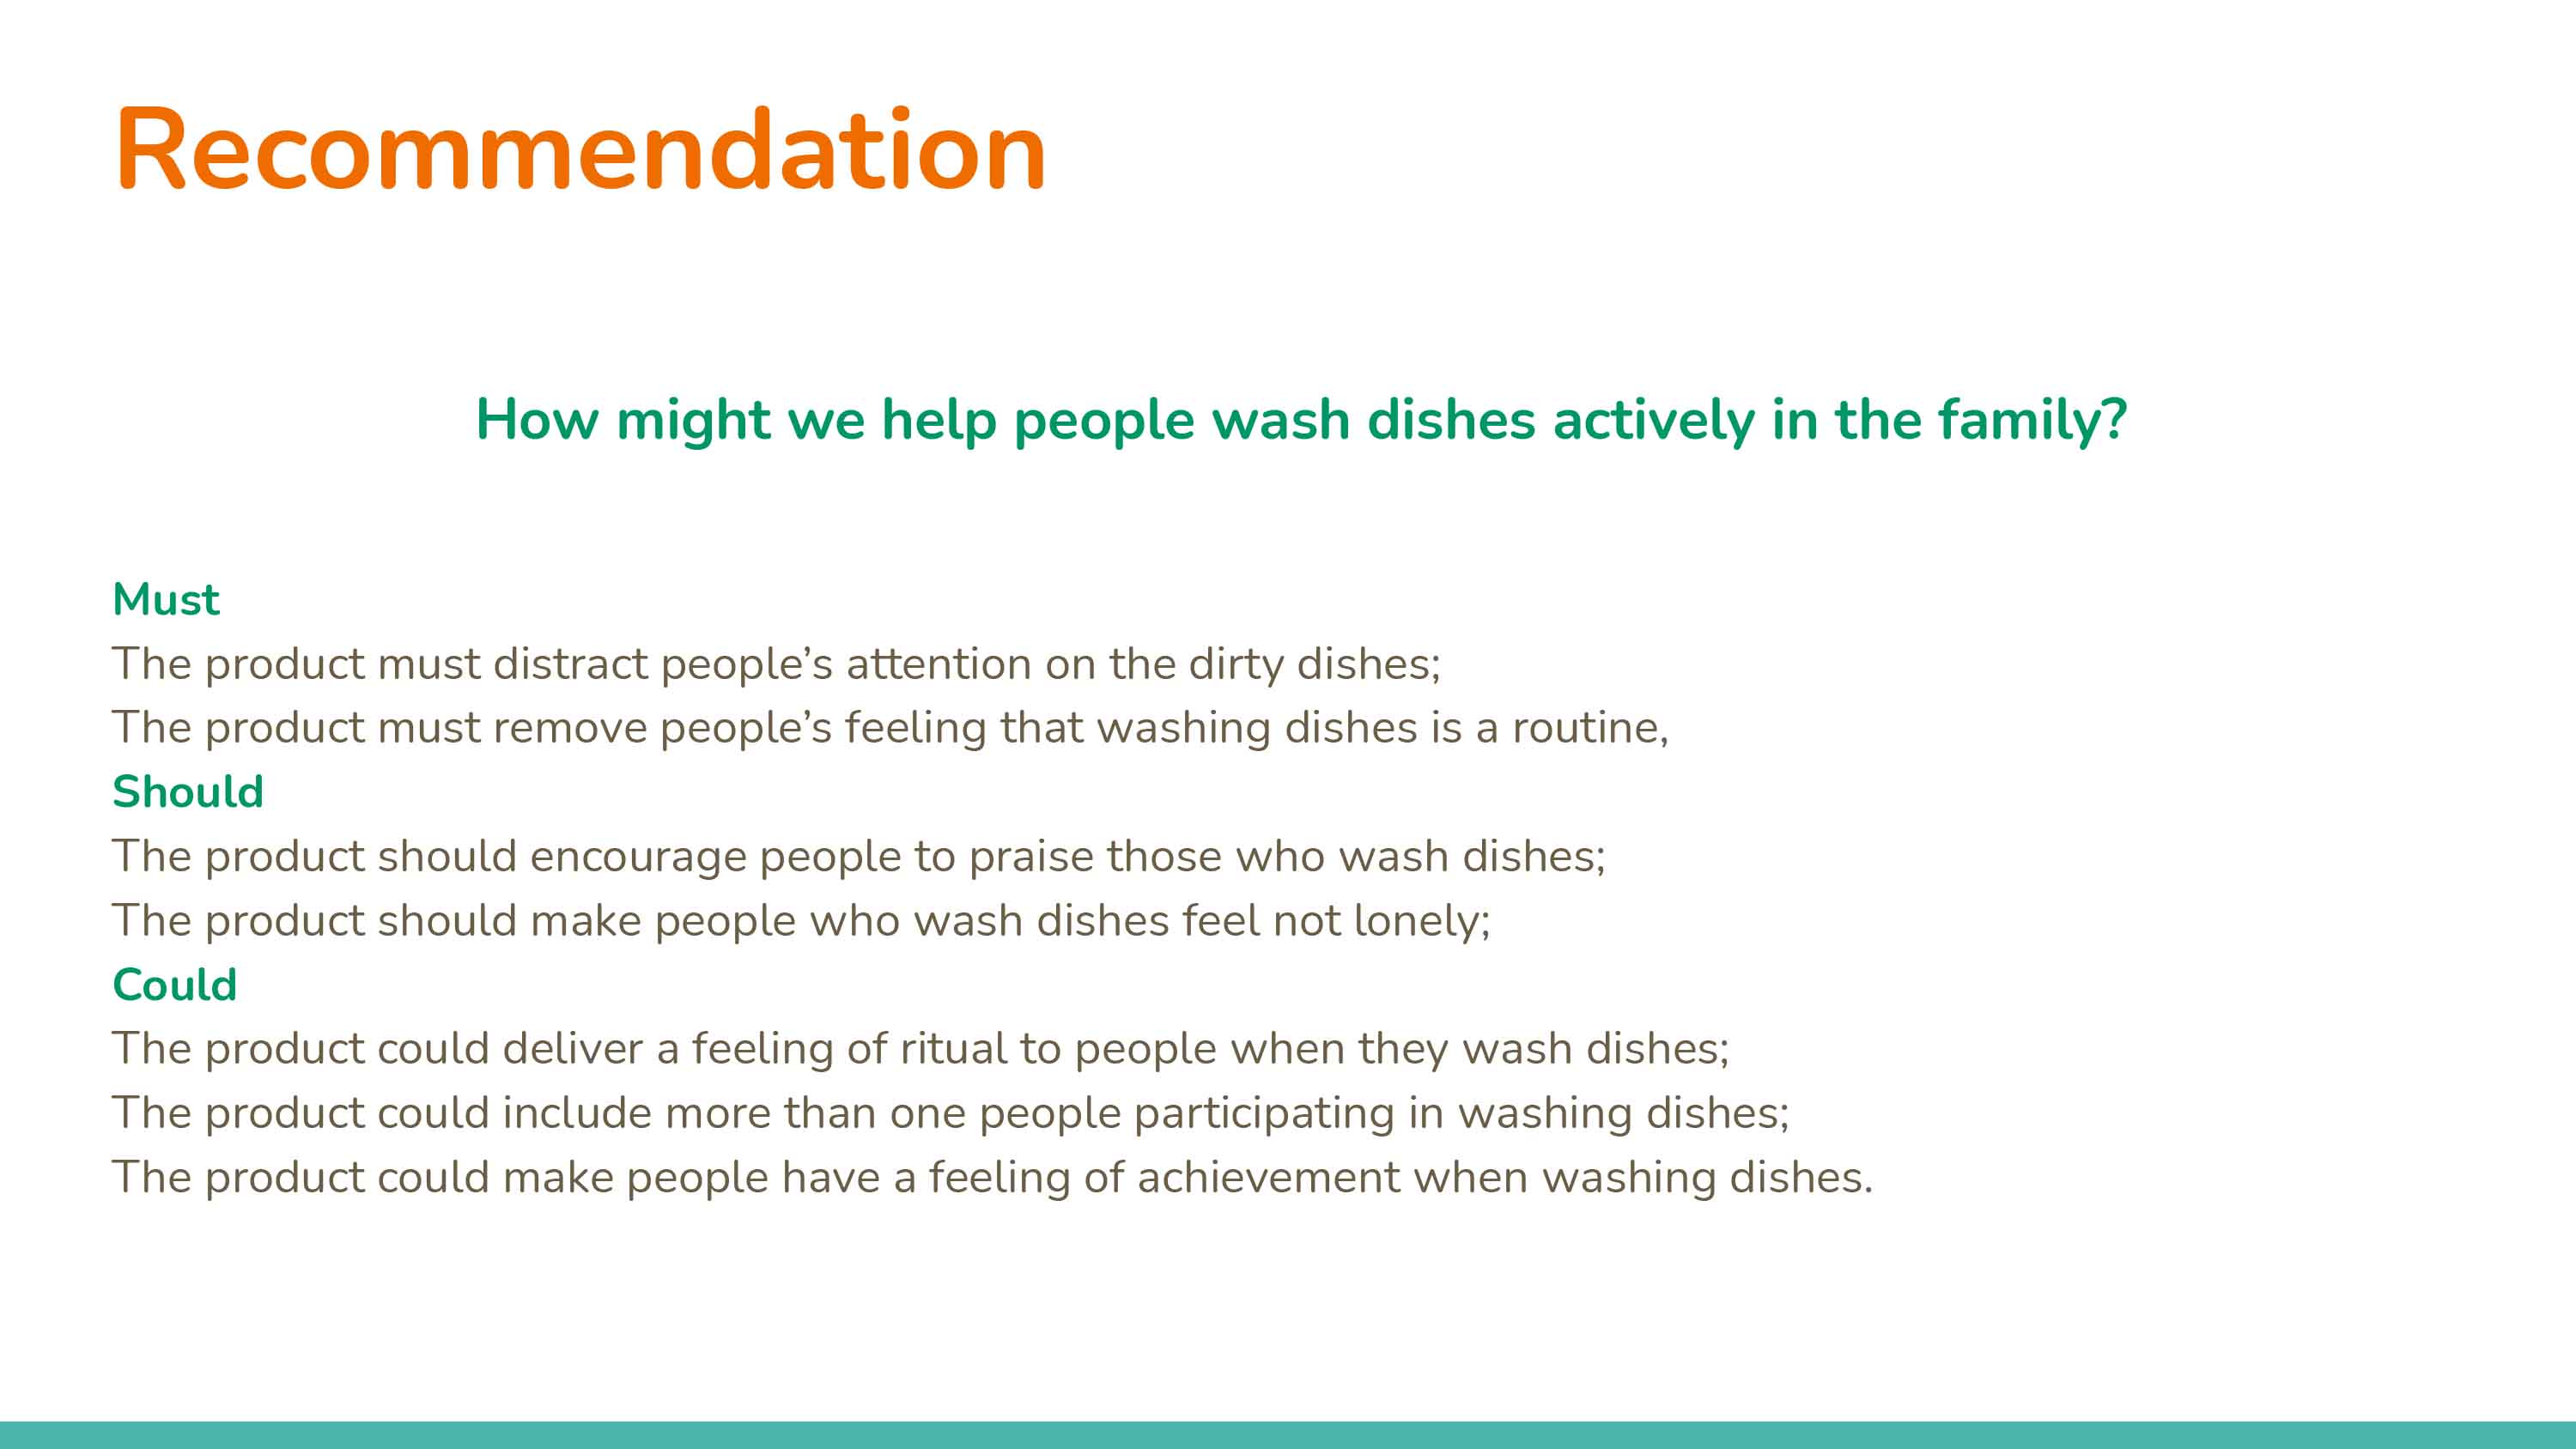 Recommendation
How might we help people wash dishes actively in the family?
Must
The product must distract people’s attention on the dirty dishes;
The product must remove people’s feeling that washing dishes is a routine,
Should
The product should encourage people to praise those who wash dishes;
The product should make people who wash dishes feel not lonely;
Could
The product could deliver a feeling of ritual to people when they wash dishes;
The product could include more than one people participating in washing dishes;
The product could make people have a feeling of achievement when washing dishes.